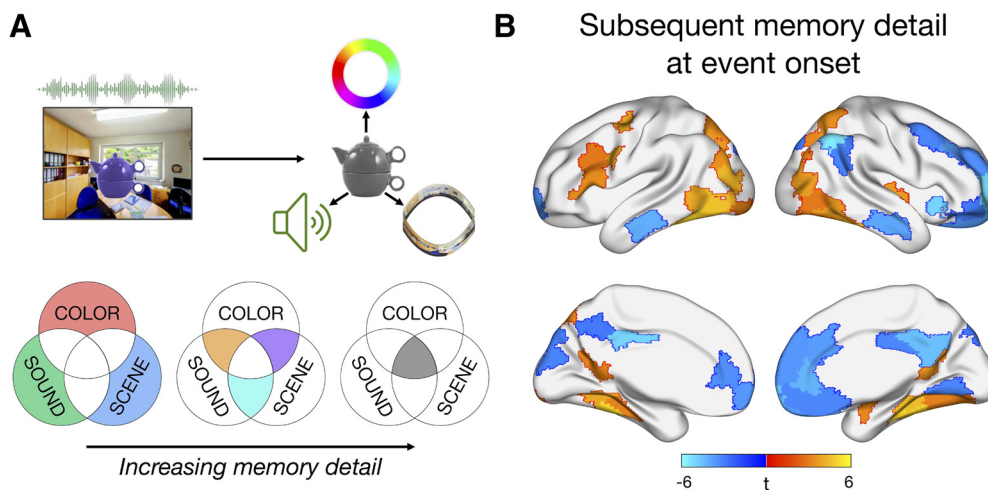 A
B
Subsequent memory detail
at event onset
COLOR
SOUND
SCENE
COLOR
SOUND
SCENE
COLOR
SOUND
SCENE
Increasing memory detail
-6
t
6